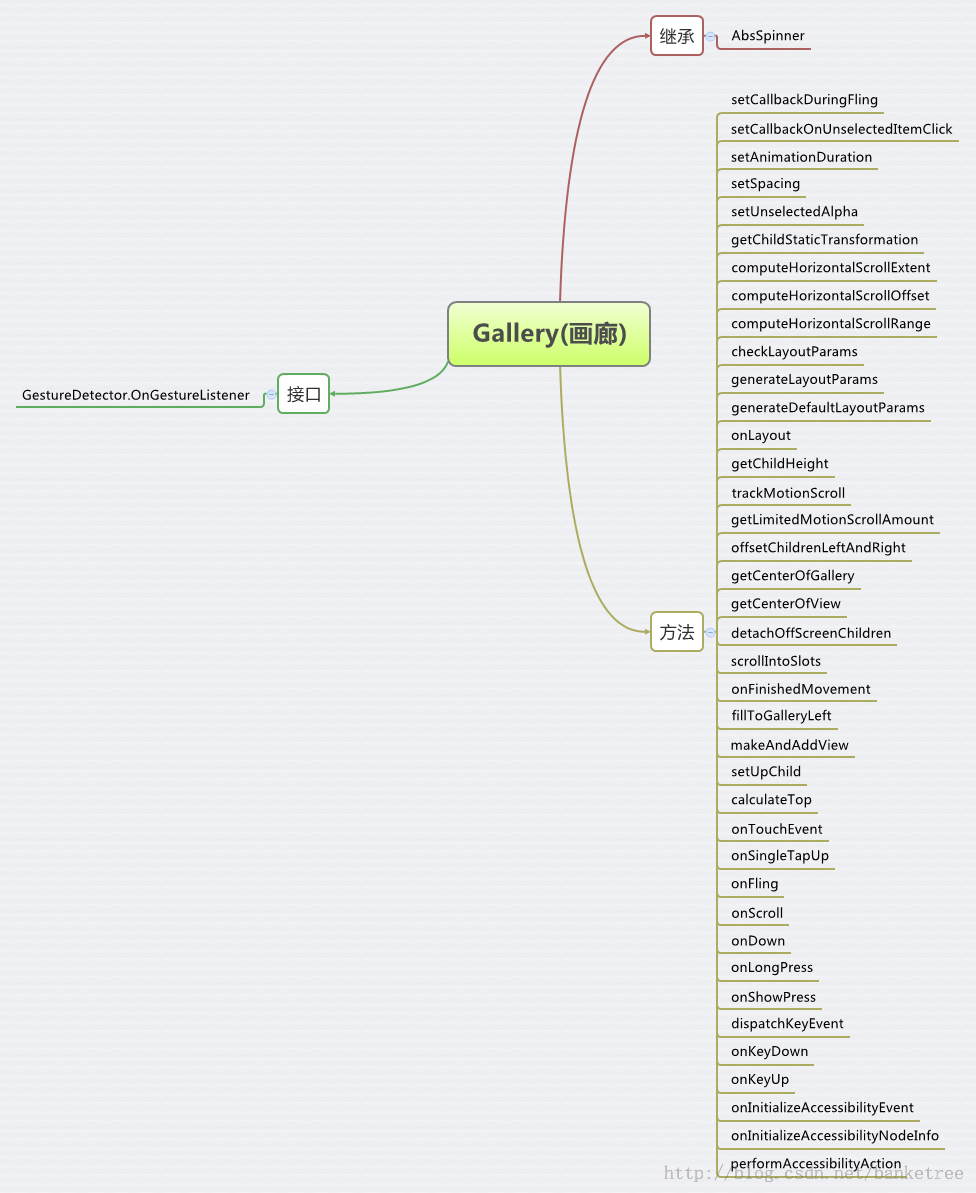 继承
AbsSpinner
setCallbackDuringFling
setCallbackOnUnselectedItemClick
setAnimationDuration
setSpacing
setUnselectedAlpha
getChildStaticTransformation
computeHorizontalScrollExtent
computeHorizontalScrollOffset
Gallery(画廊)
computeHorizontalScrollRange
checkLayoutParams
generateLayoutParams
GestureDetector.OnGestureListener
接口
generateDefaultLayoutParams
onLayout
getChildHeight
trackMotionScroll
getLimitedMotionScrollAmount
offsetChildrenLeftAndRight
getCenterOfGallery
getCenterOfView
方法
detachOffScreenChildren
scrollIntoSlots
onFinishedMovement
fillToGalleryLeft
makeAndAddView
setUpChild
calculateTop
onTouchEvent
onSingleTapUp
onFling
onScroll
onDown
onLongPress
onShowPress
dispatchKeyEvent
onKeyDown
onKeyUp
onInitializeAccessibilityEvent
onInitializeAccessibilityNodeInfo
performAccessibilityAction
http://blog.csdn.net/banketree